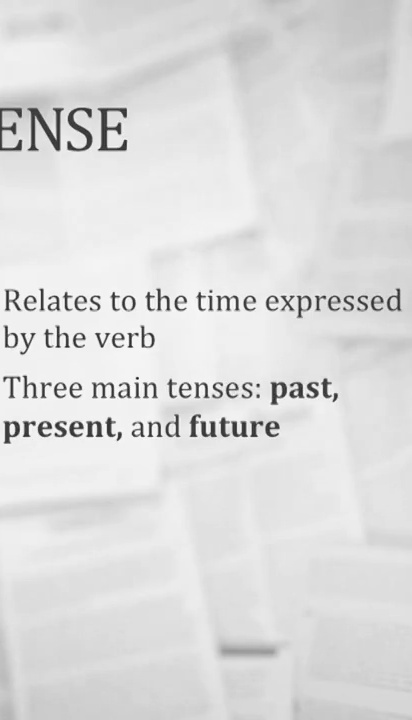 ENSE
Relates to the time expressed
by the verb
Three main tenses: past,
present, and future